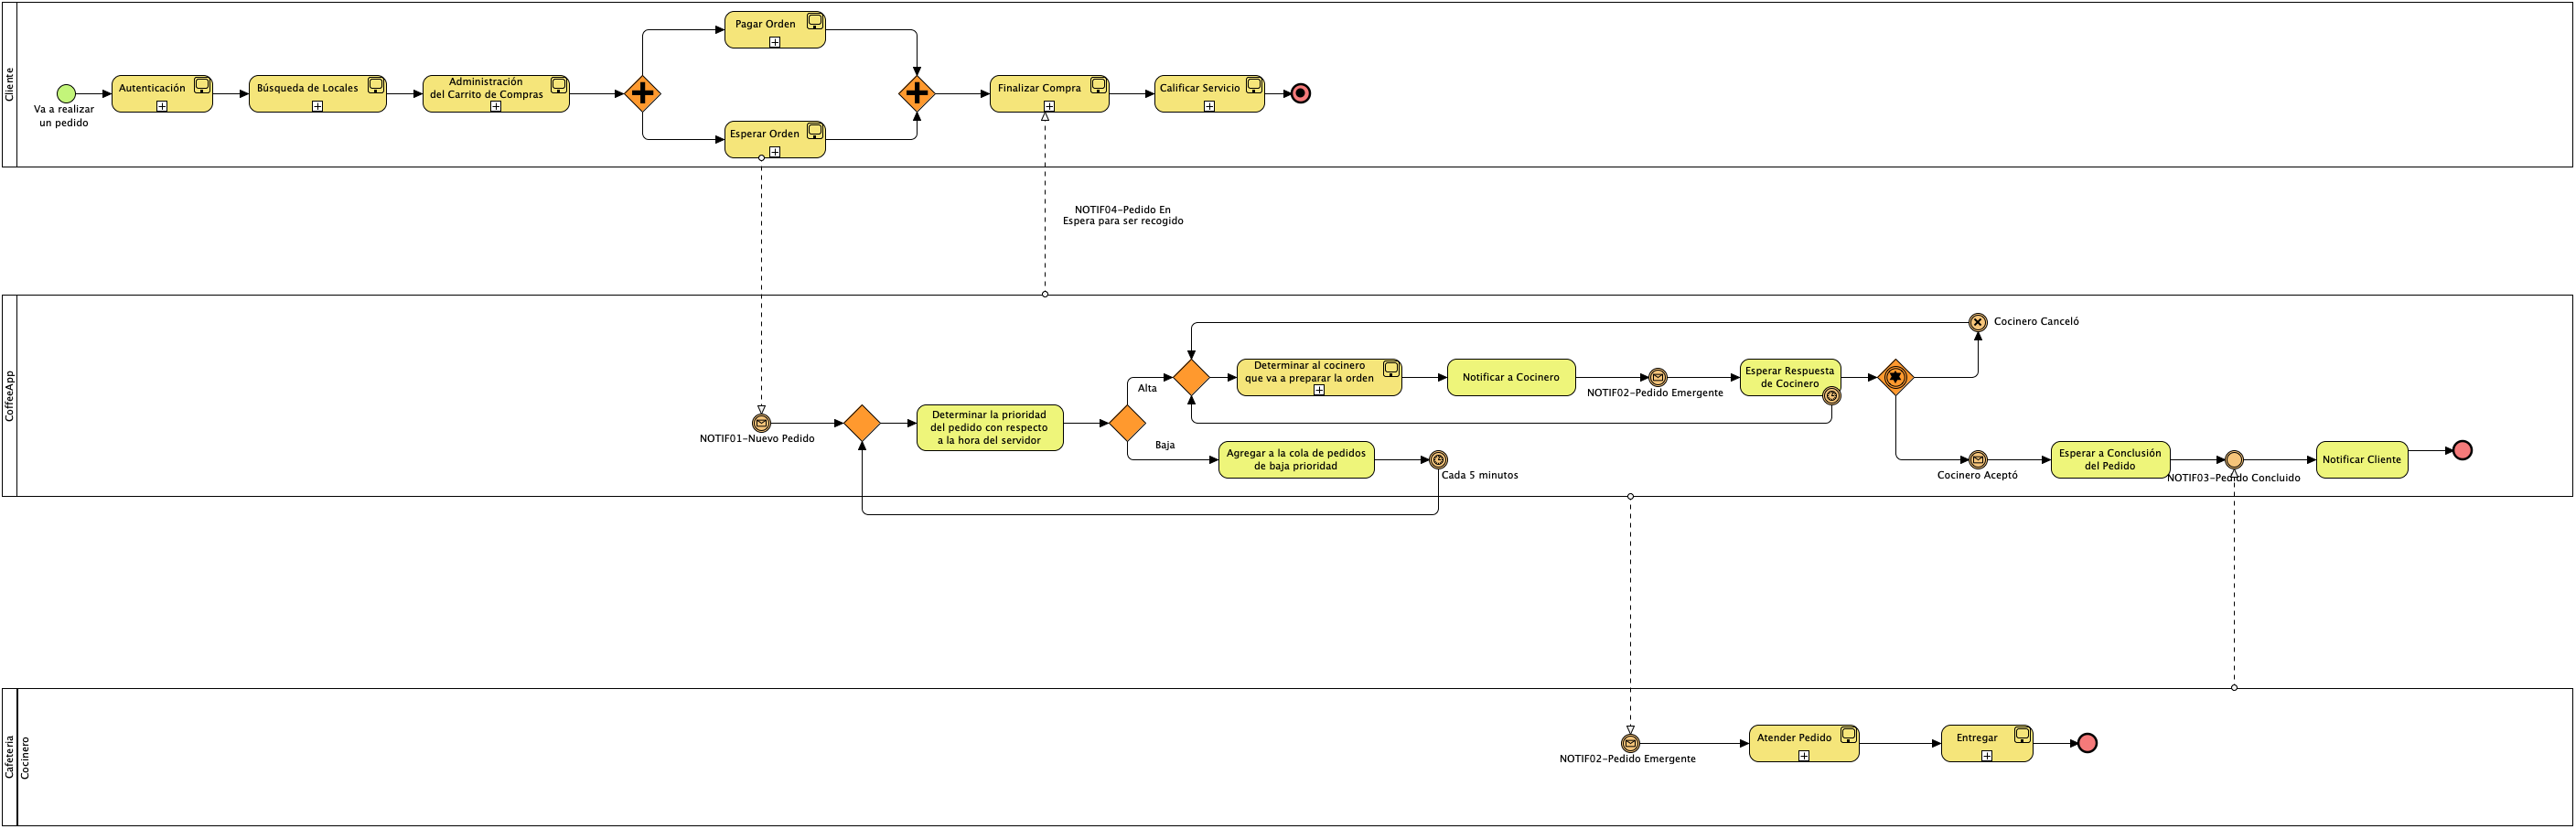 Cliente
Va a realizar
un pedido
Autenticación
Búsqueda de Locales
Administración
del Carrito de Compras
Pagar Orden
Esperar Orden
Finalizar Compra
Calificar Servicio
NOTIF04-Pedido En
Espera para ser recogido
CoffeeApp
NOTIF01-Nuevo Pedido
Determinar la prioridad
del pedido con respecto
a la hora del servidor
Alta
Baja
Determinar al cocinero
que va a preparar la orden
Notificar a Cocinero
NOTIF02-Pedido Emergente
Esperar Respuesta
de Cocinero
Cocinero Canceló
Agregar a la cola de pedidos
de baja prioridad
Cada 5 minutos
Cocinero Aceptó
Esperar a Conclusión
del Pedido
NOTIF03-Pedido Concluido
Notificar Cliente
Cafetería
Cocinero
NOTIF02-Pedido Emergente
Atender Pedido
Entregar